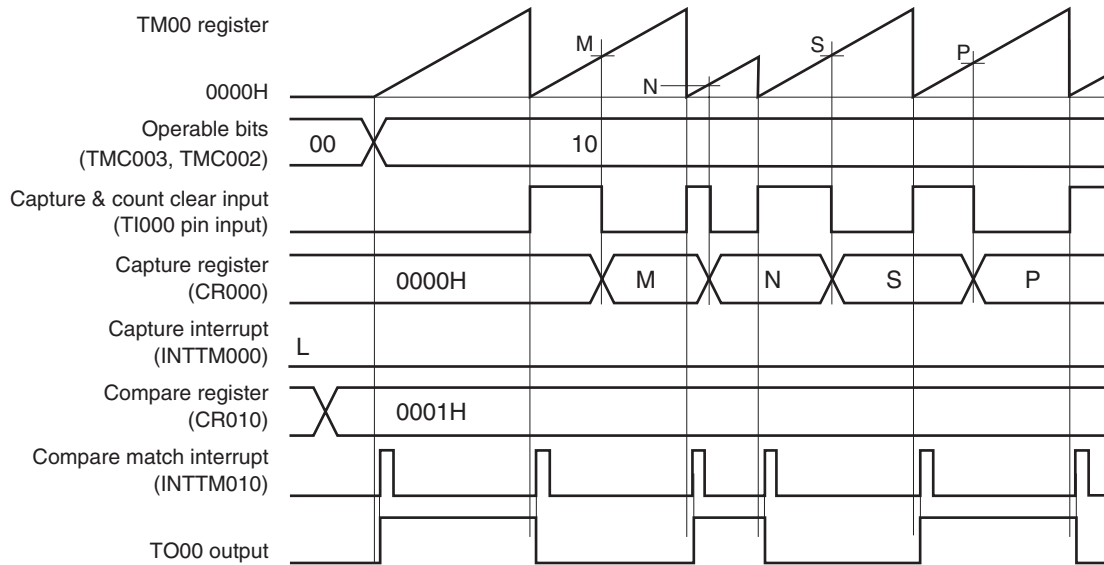 TM00 register
M
S
P
N
0000H
Operable bits
(TMC003, TMC002)
00
10
Capture & count clear input
(TI000 pin input)
Capture register
(CR000)
0000H
M
N
S
P
Capture interrupt
(INTTM000)
L
Compare register
(CR010)
0001H
Compare match interrupt
(INTTM010)
TO00 output